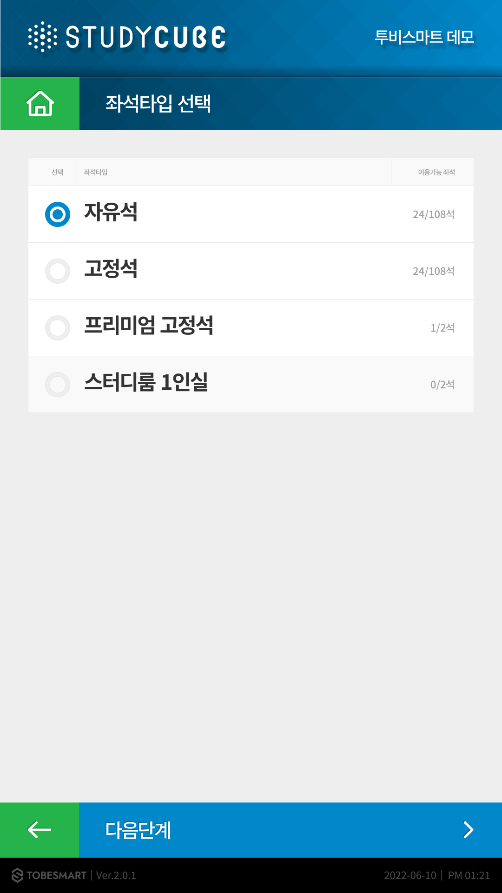 STUDYCUBE
투비스마트 데모
좌석타입 선택
선택 좌석타입 이용가능 좌석
자유석 24/108석
고정석 24/108석
프리미엄 고정석 1/2석
스터디룸 1인실 0/2석
다음단계
TOBESMART | Ver.2.0.1 2022-06-10 | PM 01:21